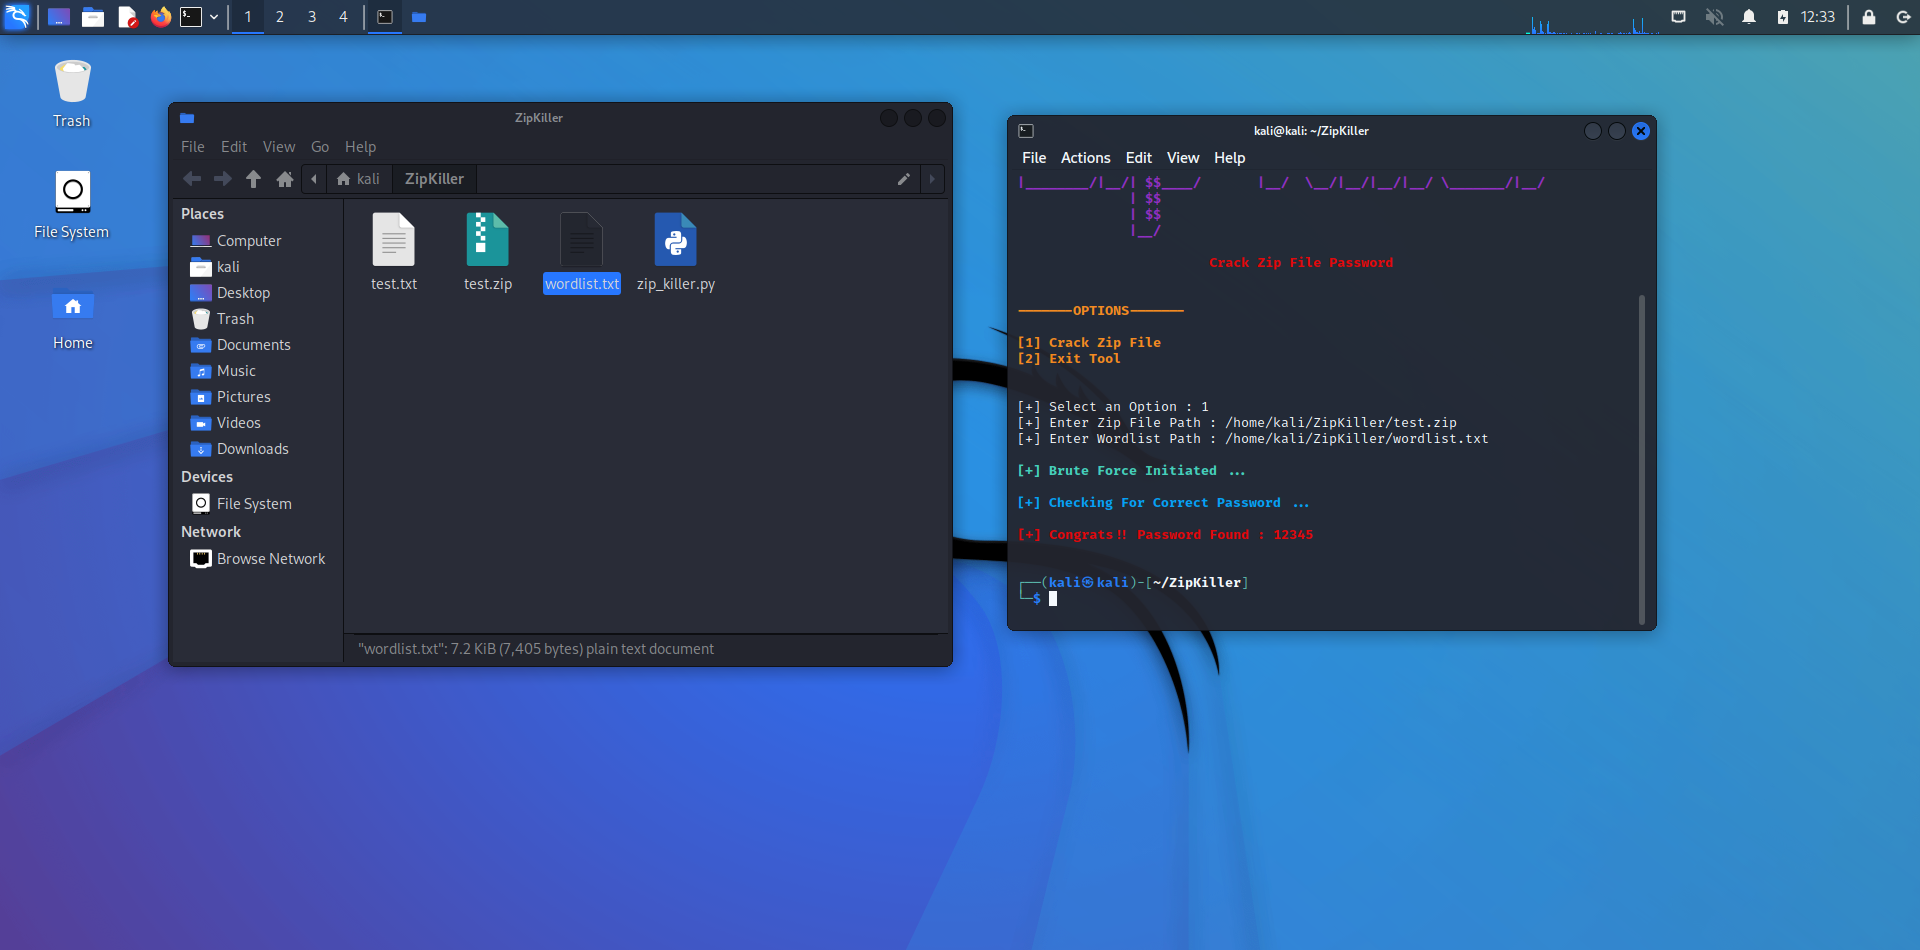 1 2 3 4
12:33
Trash
File System
Home
ZipKiller
File Edit View Go Help
kali ZipKiller
Places
Computer
kali
Desktop
Trash
Documents
Music
Pictures
Videos
Downloads
Devices
File System
Network
Browse Network
test.txt test.zip wordlist.txt zip_killer.py
"wordlist.txt": 7.2 KiB (7,405 bytes) plain text document
kali@kali: ~/ZipKiller
File Actions Edit View Help
|________/|__/| $$____/       |__/  \__/|__/|__/|__/ \_______/|__/
| $$
| $$
|__/
Crack Zip File Password
-------OPTIONS-------
[1] Crack Zip File
[2] Exit Tool
[+] Select an Option : 1
[+] Enter Zip File Path : /home/kali/ZipKiller/test.zip
[+] Enter Wordlist Path : /home/kali/ZipKiller/wordlist.txt
[+] Brute Force Initiated ...
[+] Checking For Correct Password ...
[+] Congrats!! Password Found : 12345
┌──(kali㉿kali)-[~/ZipKiller]
└─$